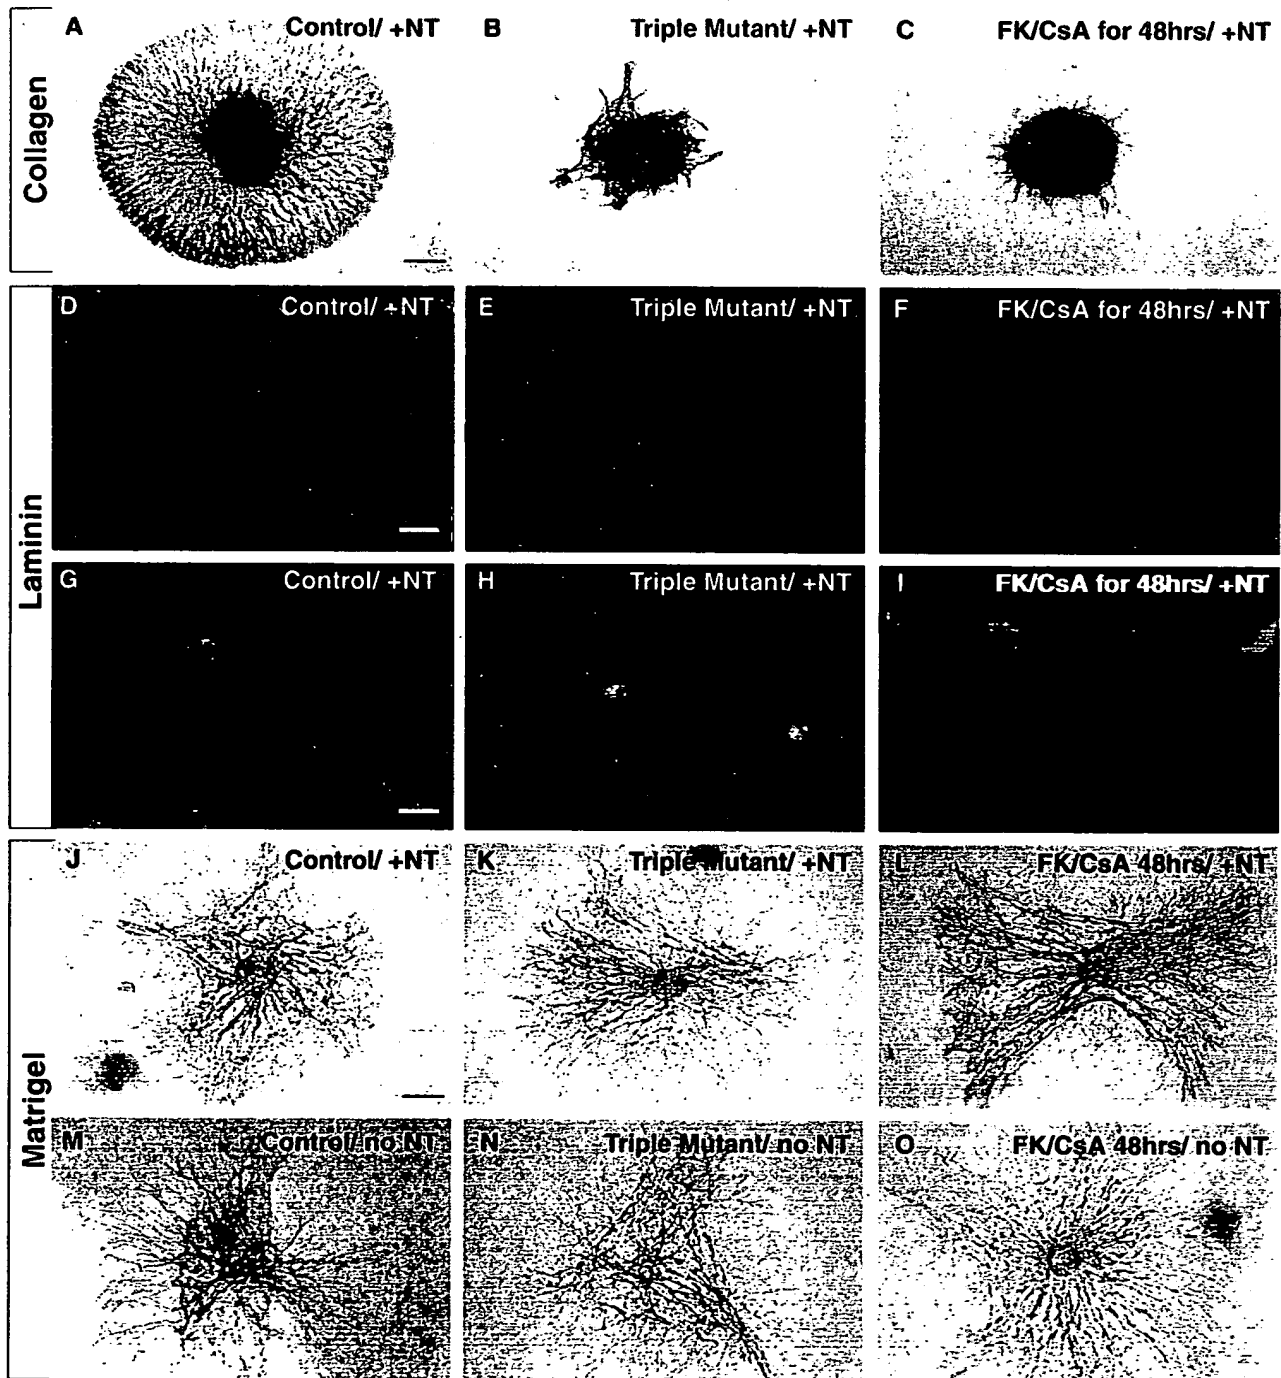 Collagen
A Control/ +NT
B Triple Mutant/ +NT
C FK/CsA for 48hrs/ +NT
Laminin
D Control/ +NT
E Triple Mutant/ +NT
F FK/CsA for 48hrs/ +NT
G Control/ +NT
H Triple Mutant/ +NT
I FK/CsA for 48hrs/ +NT
Matrigel
J Control/ +NT
K Triple Mutant/ +NT
L FK/CsA 48hrs/ +NT
M Control/ no NT
N Triple Mutant/ no NT
O FK/CsA 48hrs/ no NT